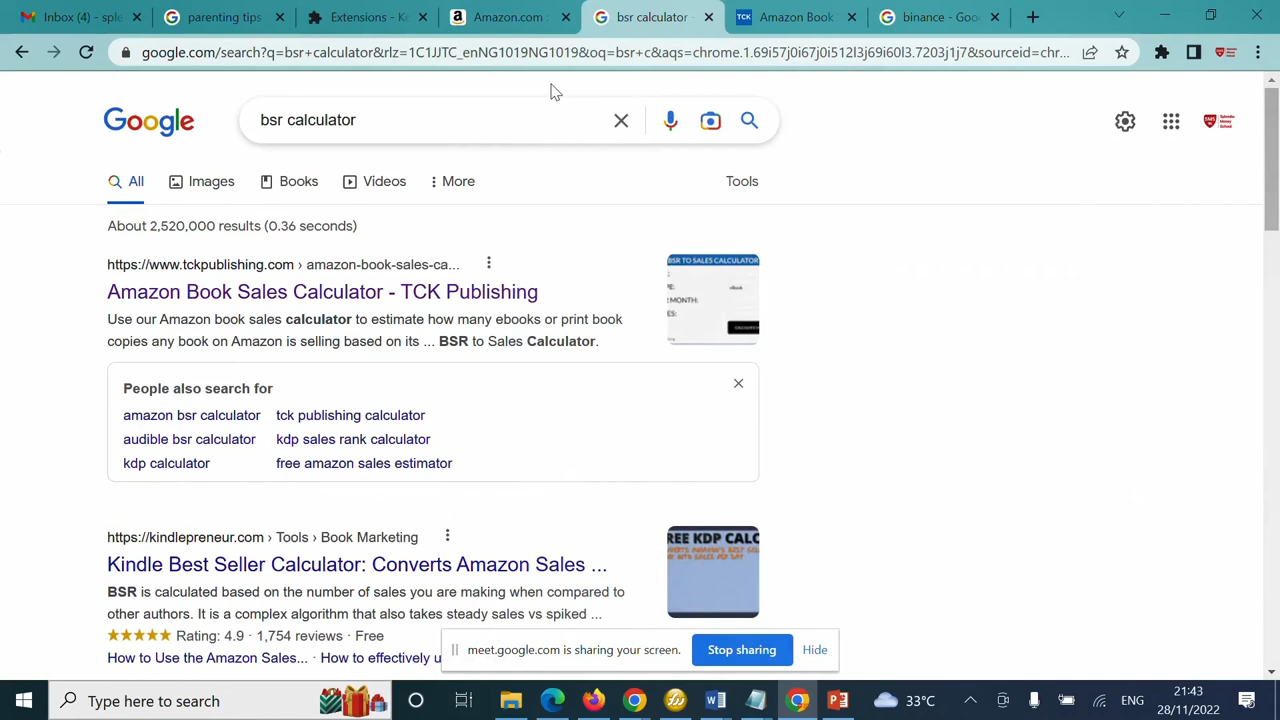 Inbox (4) - sple
parenting tips
Extensions - Ke
Amazon.com :
bsr calculator -
TCK
Amazon Book
binance - Goo
google.com/search?q=bsr+calculator&rlz=1C1JJTC_enNG1019NG1019&oq=bsr+c&aqs=chrome.1.69i57j0i67j0i512l3j69i60l3.7203j1j7&sourceid=chr...
Google
bsr calculator
All
Images
Books
Videos
More
Tools
About 2,520,000 results (0.36 seconds)
https://www.tckpublishing.com › amazon-book-sales-ca...
Amazon Book Sales Calculator - TCK Publishing
Use our Amazon book sales calculator to estimate how many ebooks or print book
copies any book on Amazon is selling based on its ... BSR to Sales Calculator.
BSR TO SALES CALCULATOR
eBook
MONTH:
People also search for
amazon bsr calculator
tck publishing calculator
audible bsr calculator
kdp sales rank calculator
kdp calculator
free amazon sales estimator
https://kindlepreneur.com › Tools › Book Marketing
Kindle Best Seller Calculator: Converts Amazon Sales ...
BSR is calculated based on the number of sales you are making when compared to
other authors. It is a complex algorithm that also takes steady sales vs spiked ...
Rating: 4.9 · 1,754 reviews · Free
How to Use the Amazon Sales... · How to effectively u
REE KDP CALC
meet.google.com is sharing your screen.
Stop sharing
Hide
Type here to search
33°C
ENG
21:43
28/11/2022